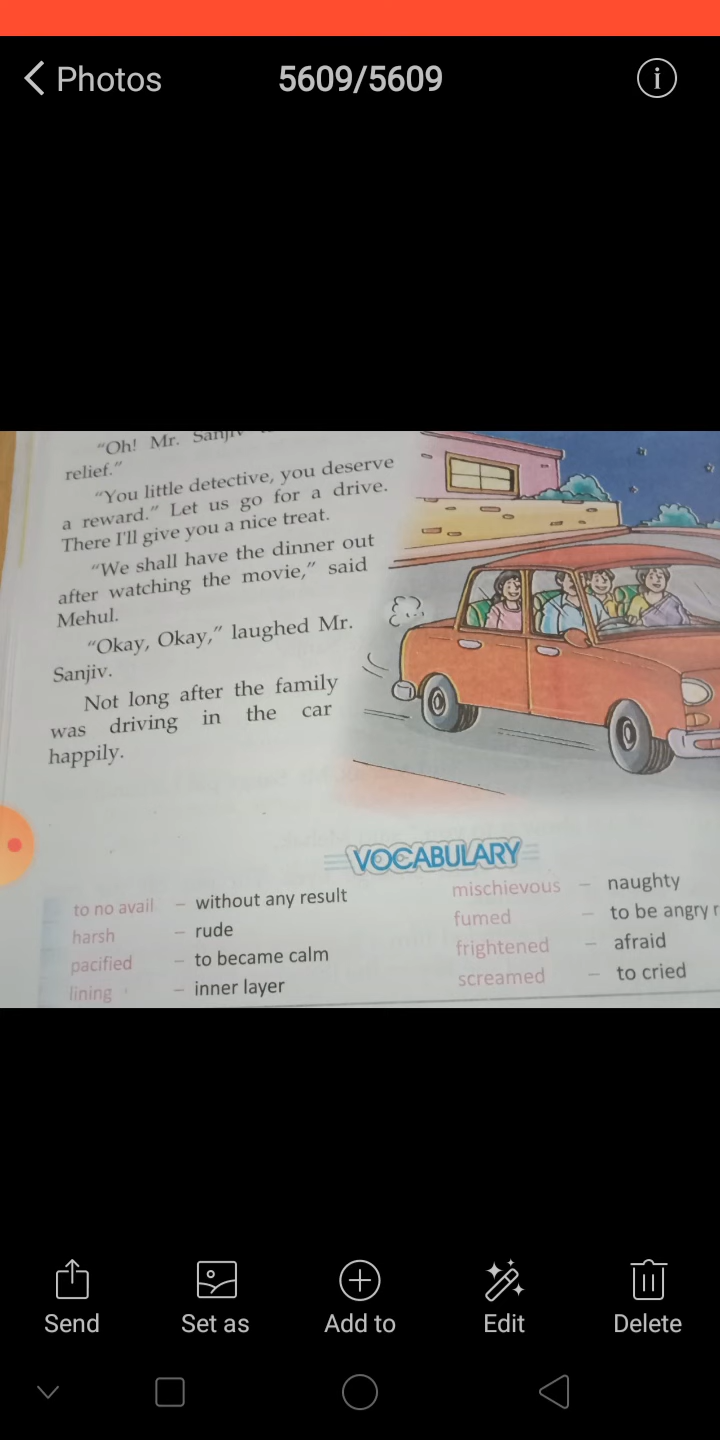 Photos
5609/5609
"Oh! Mr.
relief."
"You little detective, you deserve
a reward." Let us go for a drive.
There I'll give you a nice treat.
"We shall have the dinner out
after watching the movie," said
Mehul.
"Okay, Okay," laughed Mr.
Sanjiv.
Not long after the family
was driving in the car
happily.
VOCABULARY
to no avail – without any result
harsh – rude
pacified – to became calm
lining – inner layer
mischievous – naughty
fumed – to be angry
frightened – afraid
screamed – to cried
Send
Set as
Add to
Edit
Delete